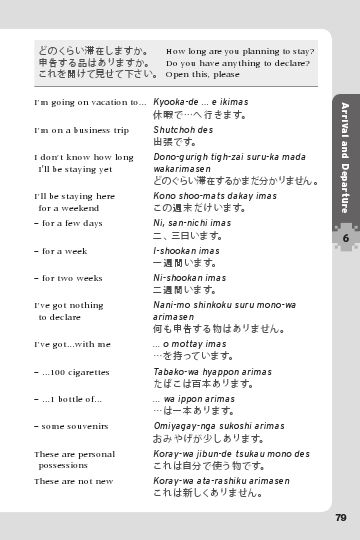 どのくらい滞在しますか。 How long are you planning to stay?
申告する品はありますか。 Do you have anything to declare?
これを開けて見せて下さい。 Open this, please
I'm going on vacation to... Kyooka-de ... e ikimas
休暇で…へ行きます。
I'm on a business trip Shutchoh des
出張です。
I don't know how long Dono-gurigh tigh-zai suru-ka mada
I'll be staying yet wakarimasen
どのぐらい滞在するかまだ分かりません。
I'll be staying here Kono shoo-mats dakay imas
for a weekend この週末だけいます。
– for a few days Ni, san-nichi imas
二、三日います。
– for a week I-shookan imas
一週間います。
– for two weeks Ni-shookan imas
二週間います。
I've got nothing Nani-mo shinkoku suru mono-wa
to declare arimasen
何も申告する物はありません。
I've got...with me ... o mottay imas
…を持っています。
– ...100 cigarettes Tabako-wa hyappon arimas
たばこは百本あります。
– ...1 bottle of... ... wa ippon arimas
…は一本あります。
– some souvenirs Omiyagay-nga sukoshi arimas
おみやげが少しあります。
These are personal Koray-wa jibun-de tsukau mono des
possessions これは自分で使う物です。
These are not new Koray-wa ata-rashiku arimasen
これは新しくありません。
Arrival and Departure
6
79